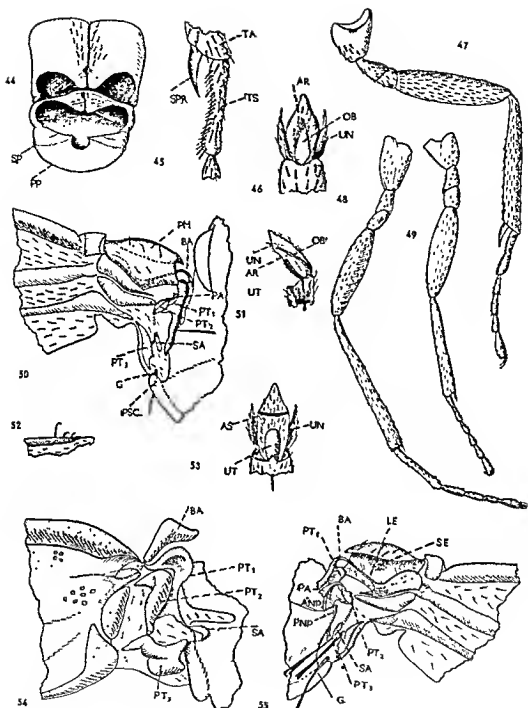 44
SP
PP
45
TA
SPR
TS
46
AR
OB
UN
47
48
49
50
PH
BA
PA
PT1
PT2
SA
PT3
G
PSC
51
UN
OB
AR
UT
52
53
AS
UN
UT
54
BA
PT1
PT2
SA
PT3
55
PT1
BA
LE
SE
PA
PND
PT2
SA
PT3
G